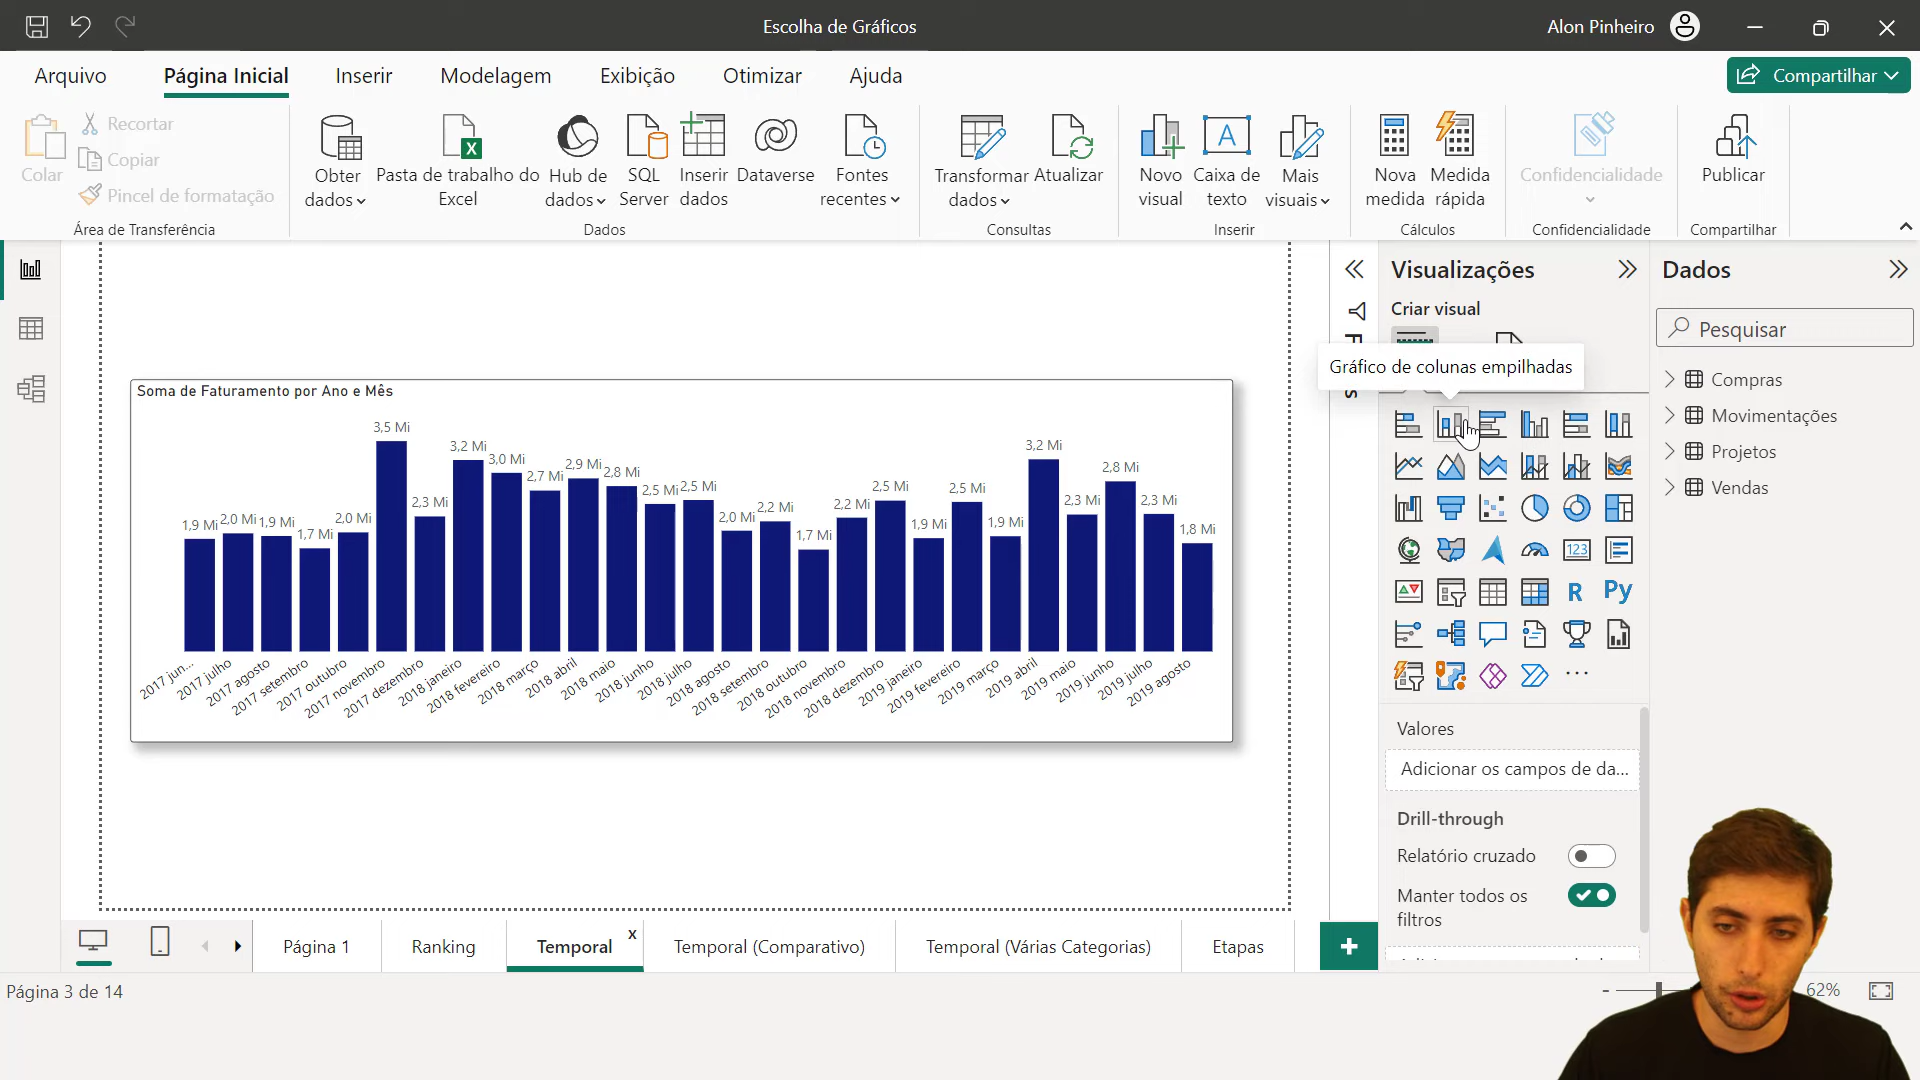 Escolha de Gráficos
Alon Pinheiro
Arquivo
Página Inicial
Inserir
Modelagem
Exibição
Otimizar
Ajuda
Compartilhar
Colar
Recortar
Copiar
Pincel de formatação
Área de Transferência
Obter dados
Pasta de trabalho do Excel
Hub de dados
SQL Server
Inserir dados
Dataverse
Fontes recentes
Dados
Transformar dados
Atualizar
Consultas
Novo visual
Caixa de texto
Mais visuais
Inserir
Nova medida
Medida rápida
Cálculos
Confidencialidade
Confidencialidade
Publicar
Compartilhar
Soma de Faturamento por Ano e Mês
1,9 Mi
2,0 Mi
1,9 Mi
1,7 Mi
2,0 Mi
3,5 Mi
2,3 Mi
3,2 Mi
3,0 Mi
2,7 Mi
2,9 Mi
2,8 Mi
2,5 Mi
2,5 Mi
2,0 Mi
2,2 Mi
1,7 Mi
2,2 Mi
2,5 Mi
1,9 Mi
2,5 Mi
1,9 Mi
3,2 Mi
2,3 Mi
2,8 Mi
2,3 Mi
1,8 Mi
2017 jun...
2017 julho
2017 agosto
2017 setembro
2017 outubro
2017 novembro
2017 dezembro
2018 janeiro
2018 fevereiro
2018 março
2018 abril
2018 maio
2018 junho
2018 julho
2018 agosto
2018 setembro
2018 outubro
2018 novembro
2018 dezembro
2019 janeiro
2019 fevereiro
2019 março
2019 abril
2019 maio
2019 junho
2019 julho
2019 agosto
Visualizações
Criar visual
Gráfico de colunas empilhadas
123
R
Py
...
Valores
Adicionar os campos de da...
Drill-through
Relatório cruzado
Manter todos os filtros
Dados
Pesquisar
Compras
Movimentações
Projetos
Vendas
Página 1
Ranking
Temporal
x
Temporal (Comparativo)
Temporal (Várias Categorias)
Etapas
+
Página 3 de 14
62%